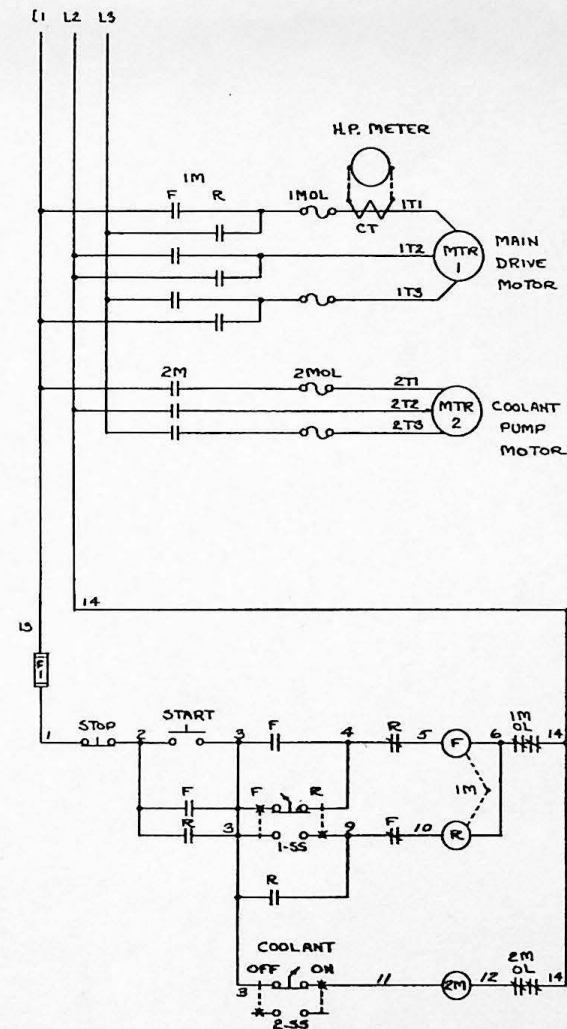 L1 L2 L3
H.P. METER
1M
F R 1MOL 1T1
CT
1T2 MTR 1 MAIN DRIVE MOTOR
1T3
2M 2MOL 2T1
2T2 MTR 2 COOLANT PUMP MOTOR
2T3
14
13
F1
STOP START 1M OL
1 2 3 F 4 R 5 F 6 14
F F R 1M
R 3 9 F 10 R
1-SS
R
COOLANT 2M OL
OFF ON 11 2M 12 14
3
2-SS